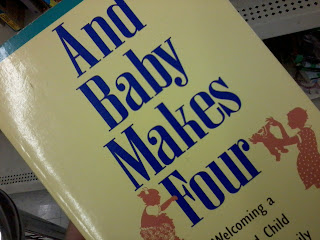 And
Baby
Makes
Four
Welcoming a
Child